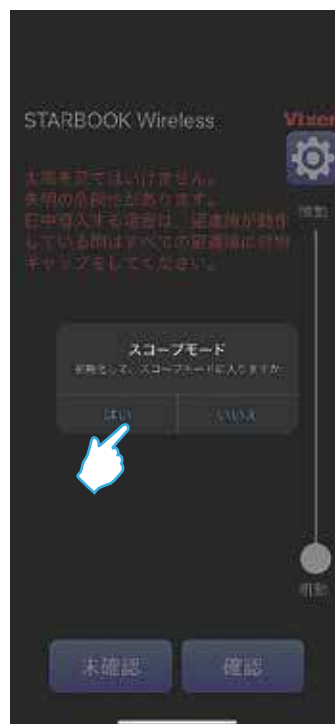 STARBOOK Wireless
Vixen
太陽を見てはいけません。
失明の危険性があります。
日中導入する場合は、望遠鏡が動作
している間はすべての望遠鏡に対物
キャップをしてください。
微動
スコープモード
初期化して、スコープモードに入りますか
はい
いいえ
粗動
未確認
確認